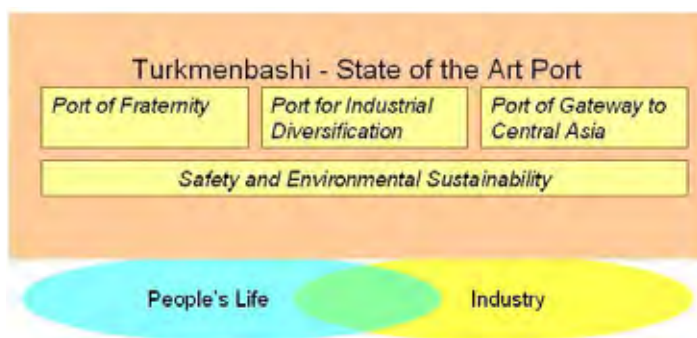 Turkmenbashi - State of the Art Port
Port of Fraternity
Port for Industrial
Diversification
Port of Gateway to
Central Asia
Safety and Environmental Sustainability
People's Life
Industry